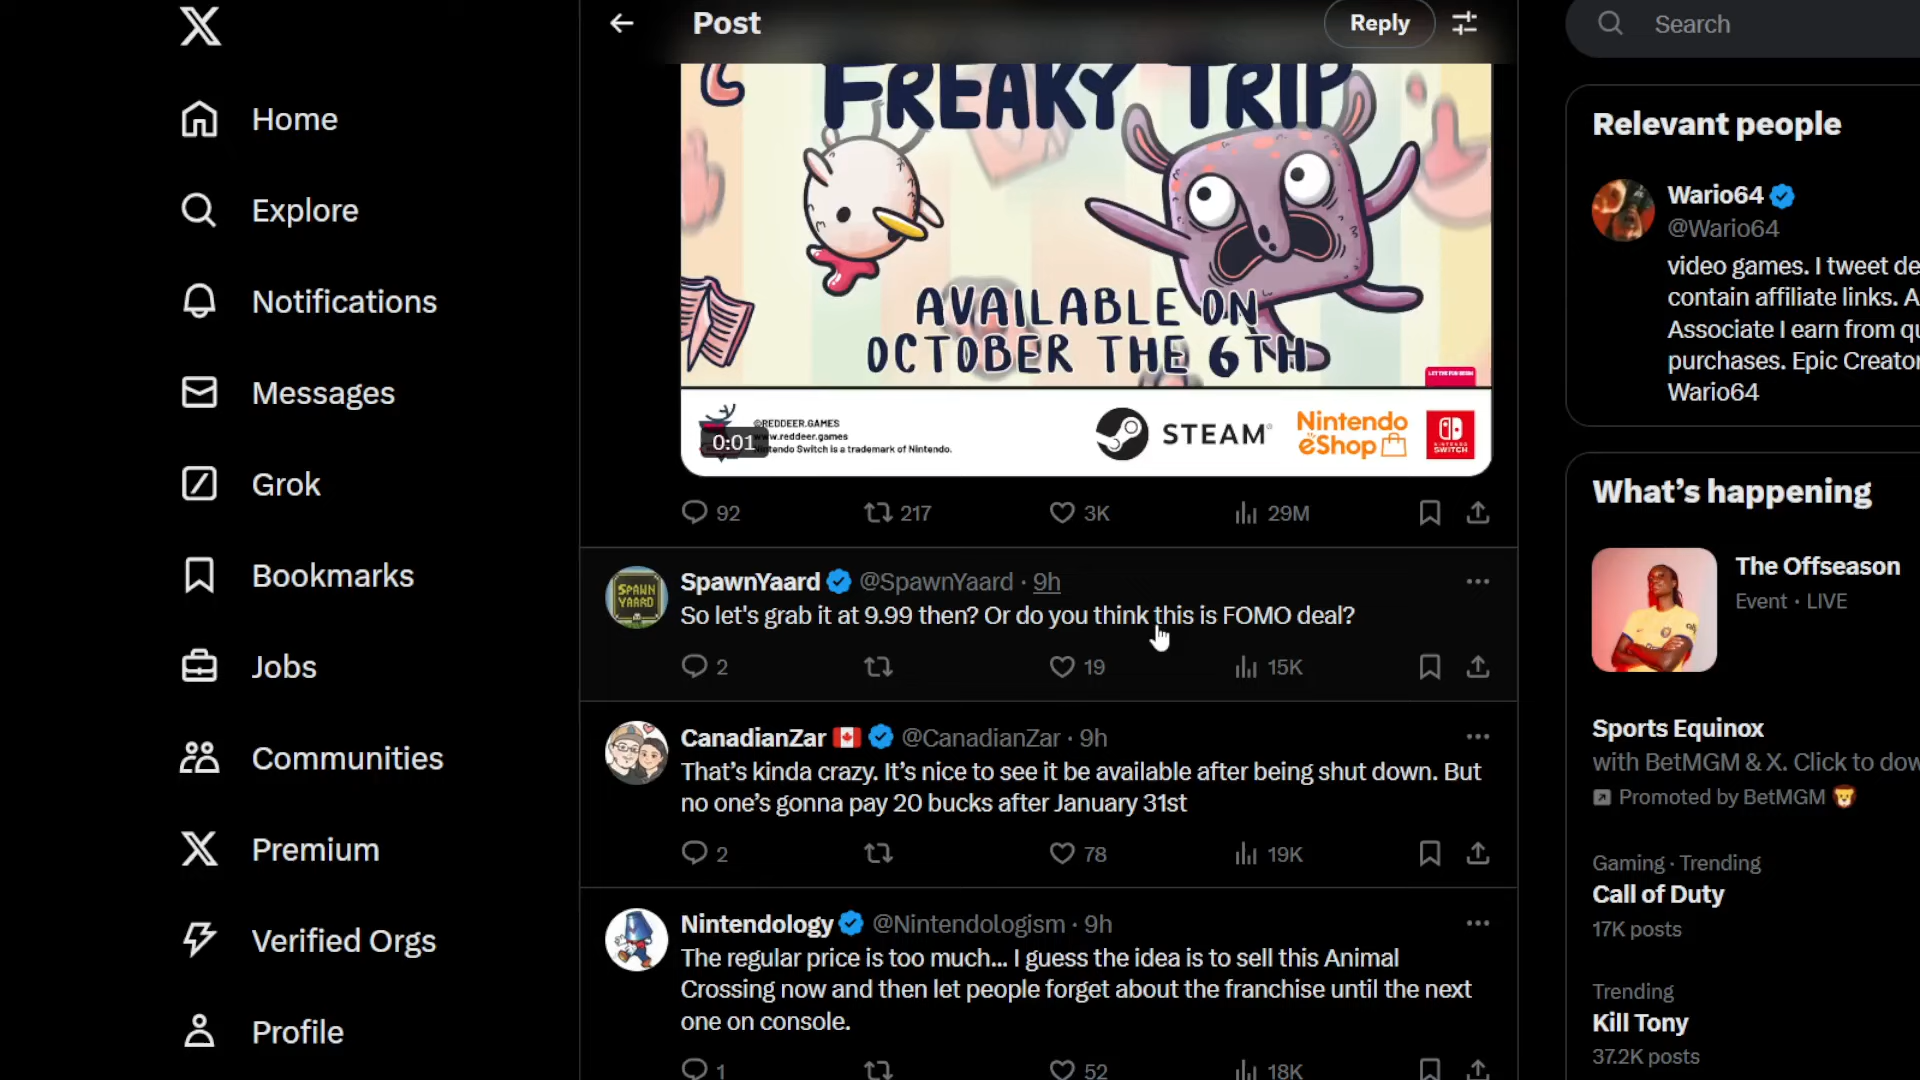 Home
Explore
Notifications
Messages
Grok
Bookmarks
Jobs
Communities
Premium
Verified Orgs
Profile
Post
Reply
FREAKY TRIP
AVAILABLE ON
OCTOBER THE 6TH
©REDDEER.GAMES
www.reddeer.games
Nintendo Switch is a trademark of Nintendo.
0:01
STEAM
Nintendo
eShop
NINTENDO
SWITCH
92
217
3K
29M
SpawnYaard @SpawnYaard · 9h
So let's grab it at 9.99 then? Or do you think this is FOMO deal?
2
19
15K
CanadianZar @CanadianZar · 9h
That's kinda crazy. It's nice to see it be available after being shut down. But
no one's gonna pay 20 bucks after January 31st
2
78
19K
Nintendology @Nintendologism · 9h
The regular price is too much... I guess the idea is to sell this Animal
Crossing now and then let people forget about the franchise until the next
one on console.
1
52
18K
Search
Relevant people
Wario64
@Wario64
video games. I tweet de
contain affiliate links. A
Associate I earn from qu
purchases. Epic Creator
Wario64
What's happening
The Offseason
Event · LIVE
Sports Equinox
with BetMGM & X. Click to dow
Promoted by BetMGM
Gaming · Trending
Call of Duty
17K posts
Trending
Kill Tony
37.2K posts
SPAWN
YAARD